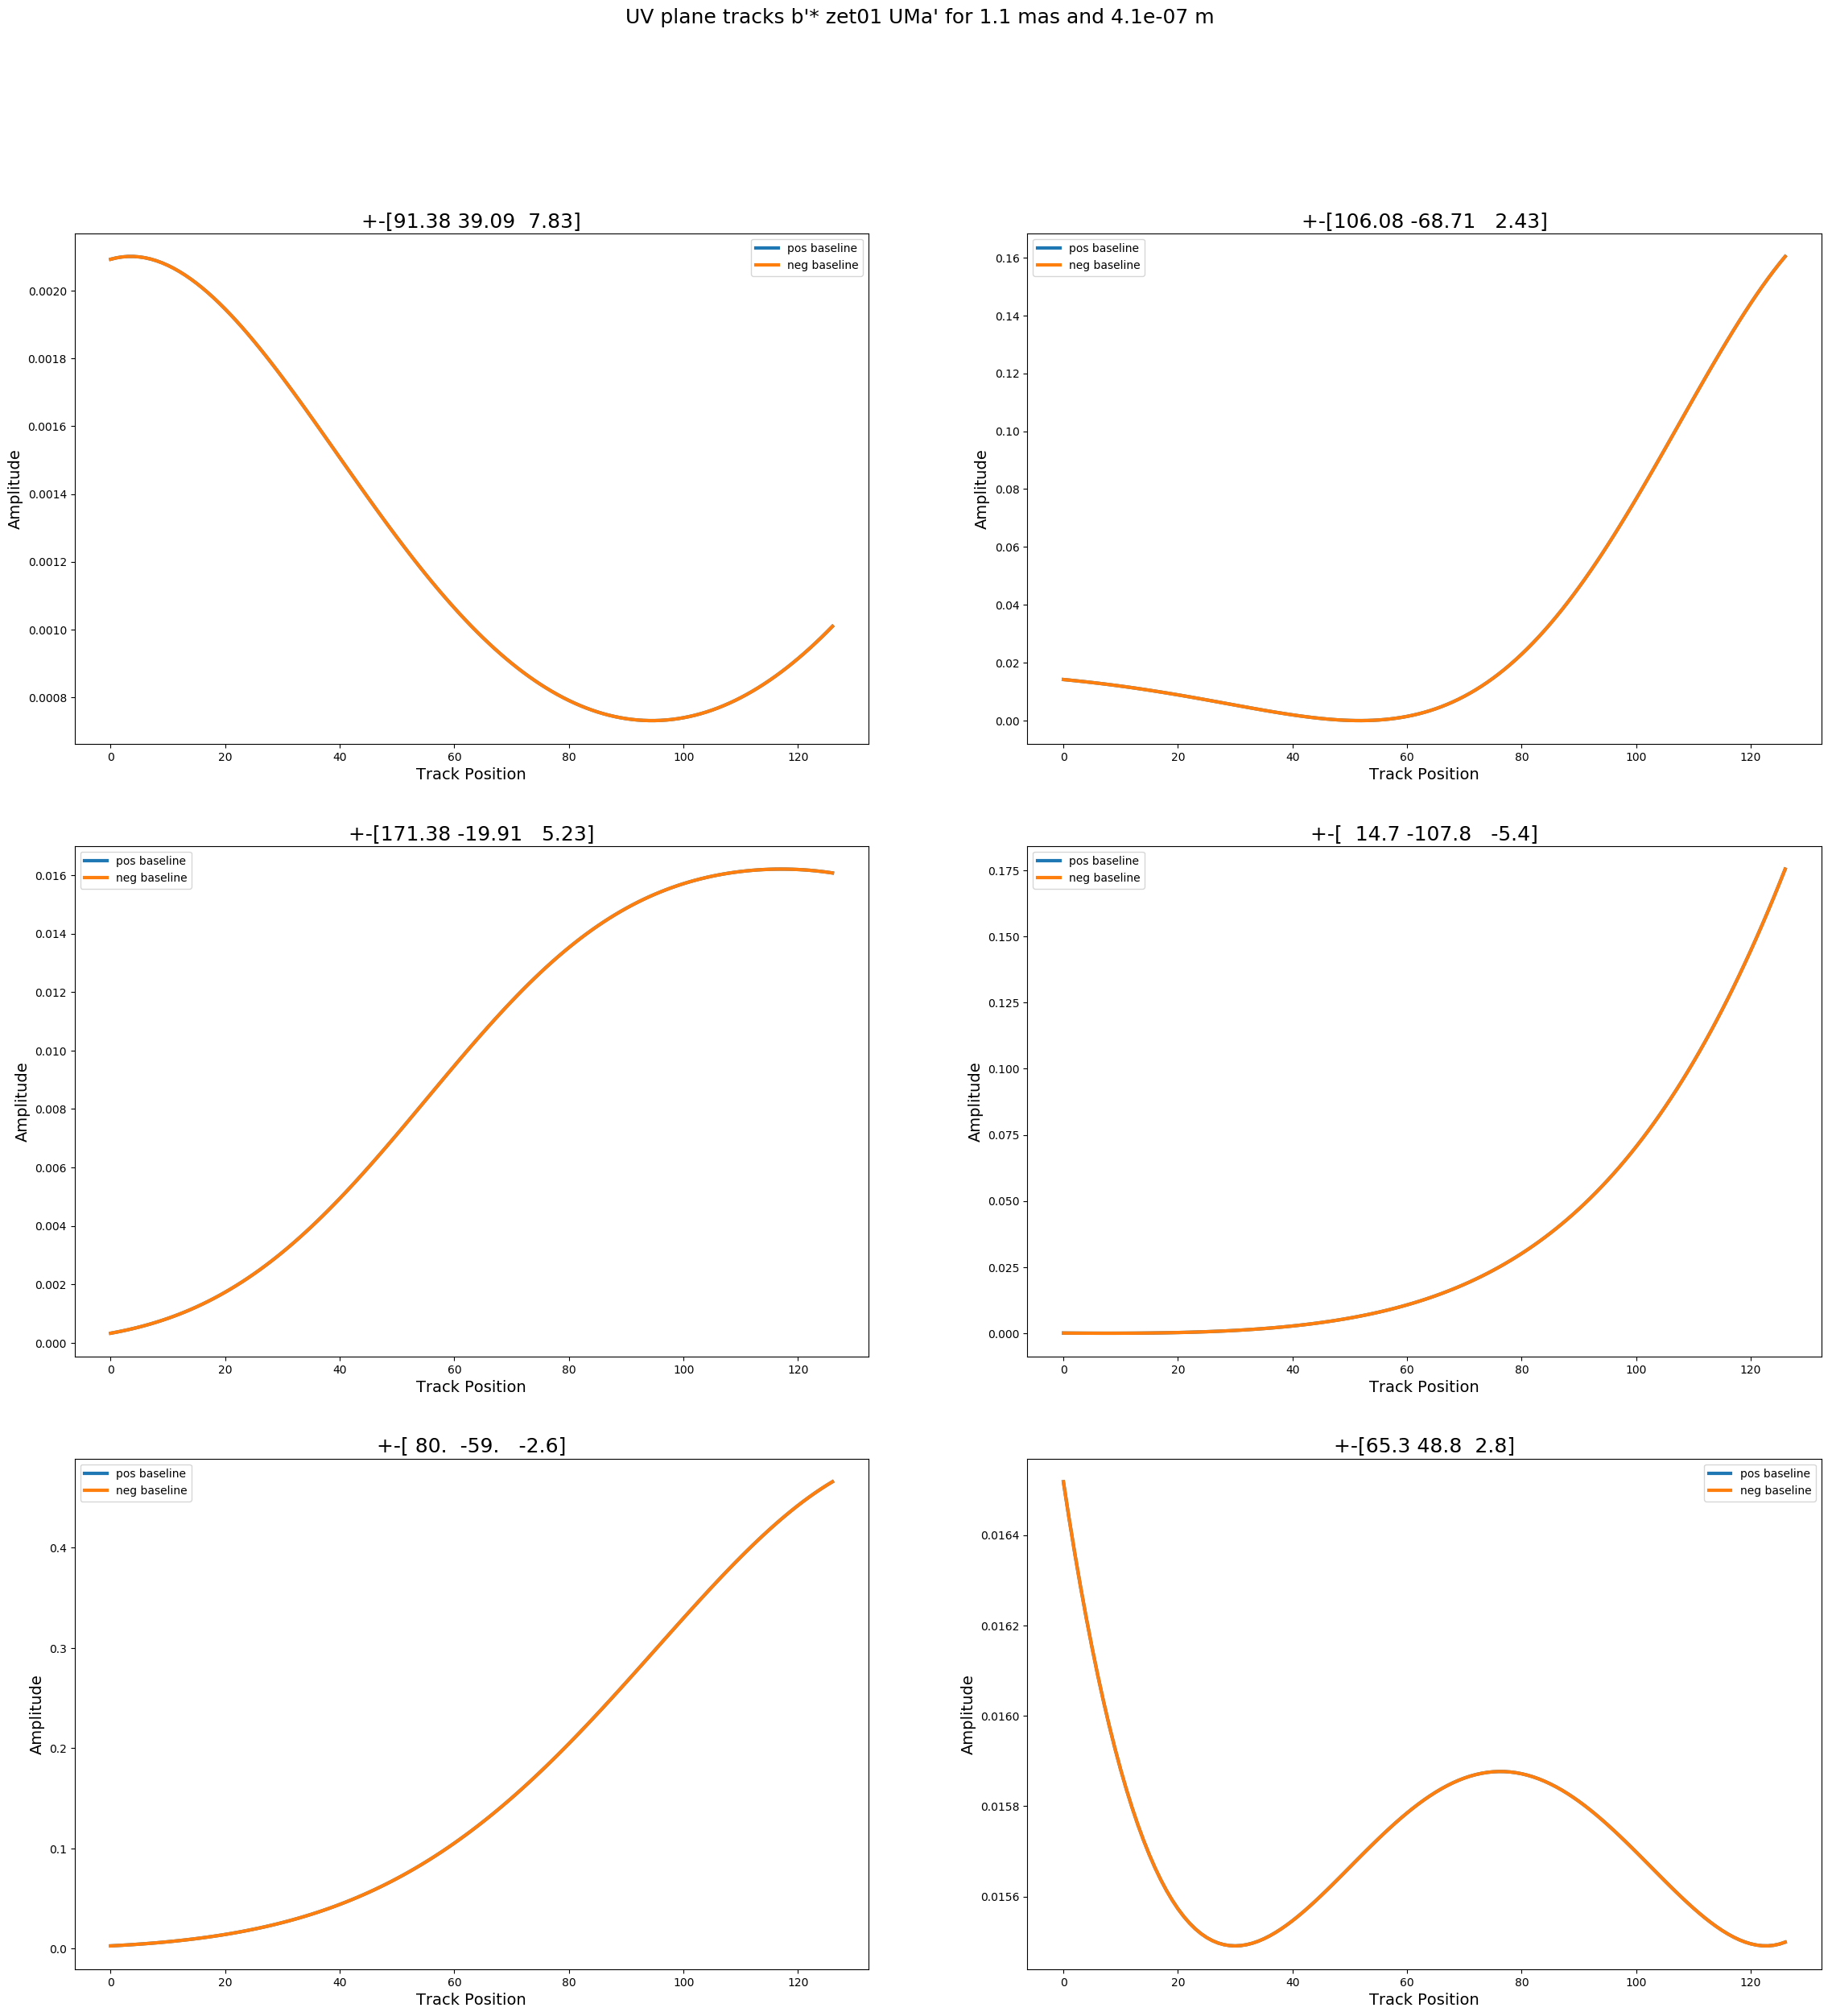 UV plane tracks b'* zet01 UMa' for 1.1 mas and 4.1e-07 m
+-[91.38 39.09  7.83]
pos baseline
neg baseline
0.0020
0.0018
0.0016
0.0014
0.0012
0.0010
0.0008
Amplitude
0 20 40 60 80 100 120
Track Position
+-[106.08 -68.71   2.43]
pos baseline
neg baseline
0.16
0.14
0.12
0.10
0.08
0.06
0.04
0.02
0.00
Amplitude
0 20 40 60 80 100 120
Track Position
+-[171.38 -19.91   5.23]
pos baseline
neg baseline
0.016
0.014
0.012
0.010
0.008
0.006
0.004
0.002
0.000
Amplitude
0 20 40 60 80 100 120
Track Position
+-[  14.7 -107.8   -5.4]
pos baseline
neg baseline
0.175
0.150
0.125
0.100
0.075
0.050
0.025
0.000
Amplitude
0 20 40 60 80 100 120
Track Position
+-[ 80.  -59.   -2.6]
pos baseline
neg baseline
0.4
0.3
0.2
0.1
0.0
Amplitude
0 20 40 60 80 100 120
Track Position
+-[65.3 48.8  2.8]
pos baseline
neg baseline
0.0164
0.0162
0.0160
0.0158
0.0156
Amplitude
0 20 40 60 80 100 120
Track Position